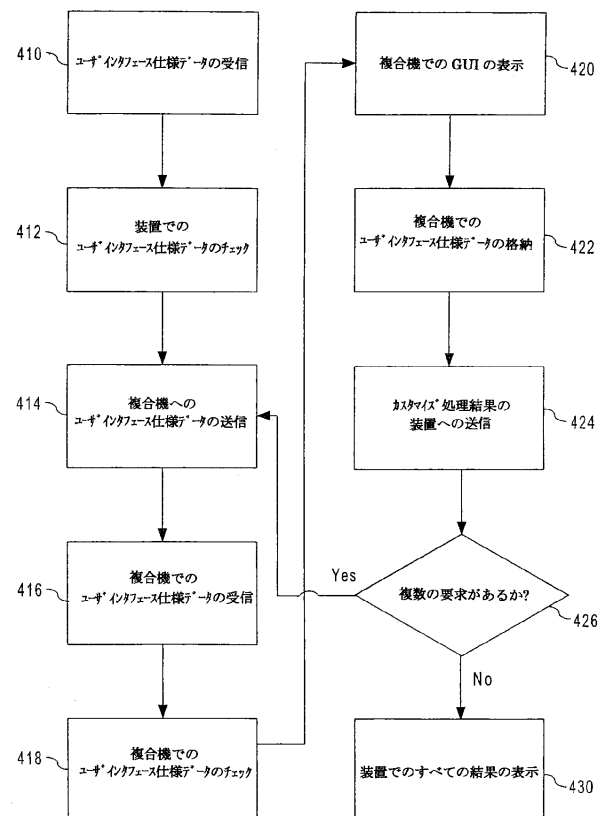 410
ﾕｰｻﾞｲﾝﾀﾌｪｰｽ仕様ﾃﾞｰﾀの受信
412
装置での
ﾕｰｻﾞｲﾝﾀﾌｪｰｽ仕様ﾃﾞｰﾀのﾁｪｯｸ
414
複合機への
ﾕｰｻﾞｲﾝﾀﾌｪｰｽ仕様ﾃﾞｰﾀの送信
416
複合機での
ﾕｰｻﾞｲﾝﾀﾌｪｰｽ仕様ﾃﾞｰﾀの受信
418
複合機での
ﾕｰｻﾞｲﾝﾀﾌｪｰｽ仕様ﾃﾞｰﾀのﾁｪｯｸ
複合機での GUI の表示
420
複合機での
ﾕｰｻﾞｲﾝﾀﾌｪｰｽ仕様ﾃﾞｰﾀの格納
422
ｶｽﾀﾏｲｽﾞ処理結果の
装置への送信
424
Yes
複数の要求があるか?
426
No
装置でのすべての結果の表示
430